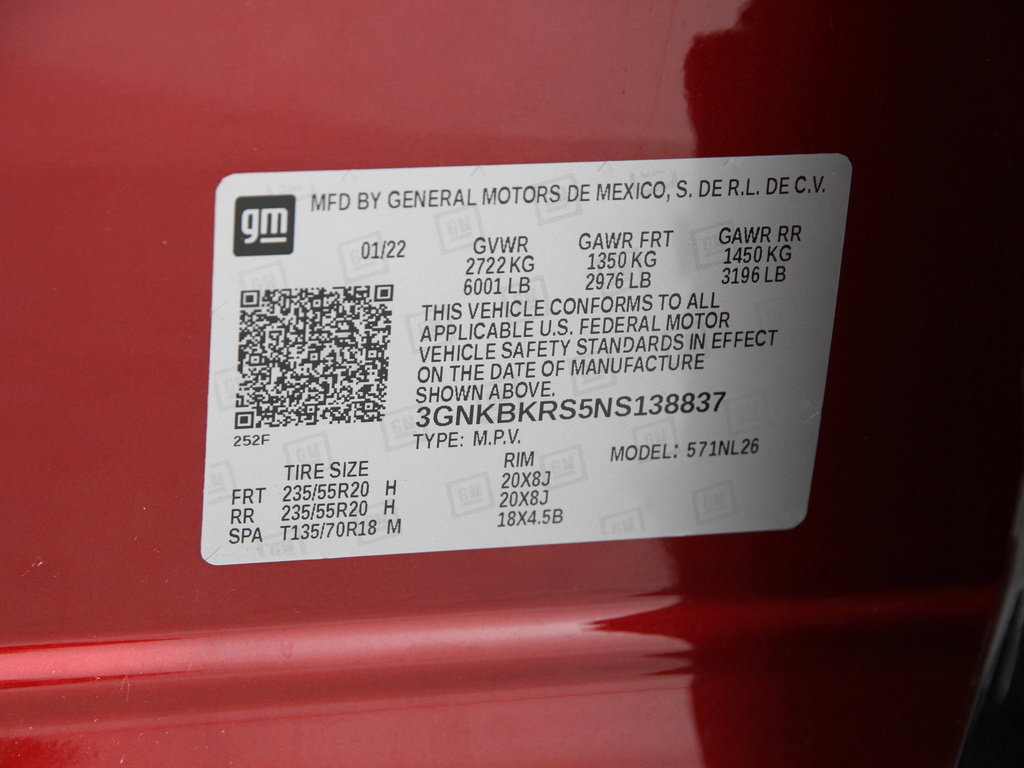 gm MFD BY GENERAL MOTORS DE MEXICO, S. DE R.L. DE C.V.
01/22 GVWR GAWR FRT GAWR RR
2722 KG 1350 KG 1450 KG
6001 LB 2976 LB 3196 LB
THIS VEHICLE CONFORMS TO ALL
APPLICABLE U.S. FEDERAL MOTOR
VEHICLE SAFETY STANDARDS IN EFFECT
ON THE DATE OF MANUFACTURE
SHOWN ABOVE.
3GNKBKRS5NS138837
252F TYPE: M.P.V. MODEL: 571NL26
TIRE SIZE RIM
FRT 235/55R20 H 20X8J
RR 235/55R20 H 20X8J
SPA T135/70R18 M 18X4.5B